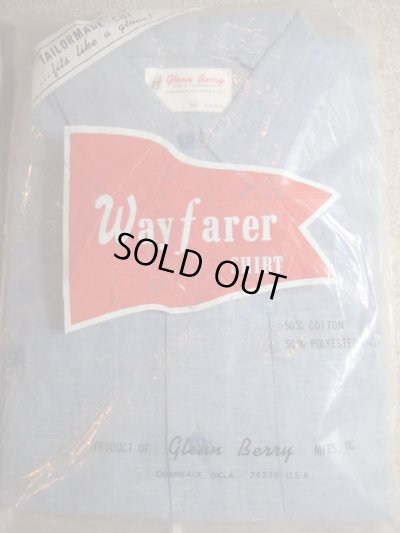 TAILORMADE CUT
...fits like a glove!
Glenn Berry
Wayfarer
SHIRT
SOLD OUT
50% COTTON
50% POLYESTER
PRODUCT OF Glenn Berry MFRS, INC.
COMMERCE, OKLA. 74339 U.S.A.